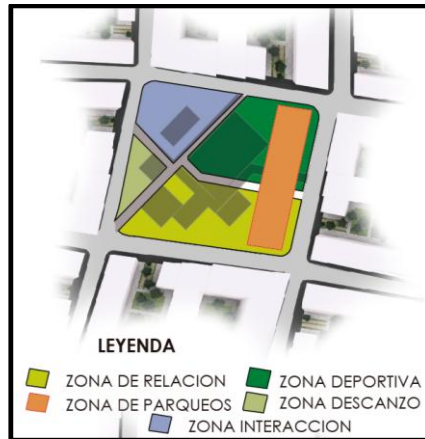 LEYENDA
ZONA DE RELACION
ZONA DEPORTIVA
ZONA DE PARQUEOS
ZONA DESCANZO
ZONA INTERACCION